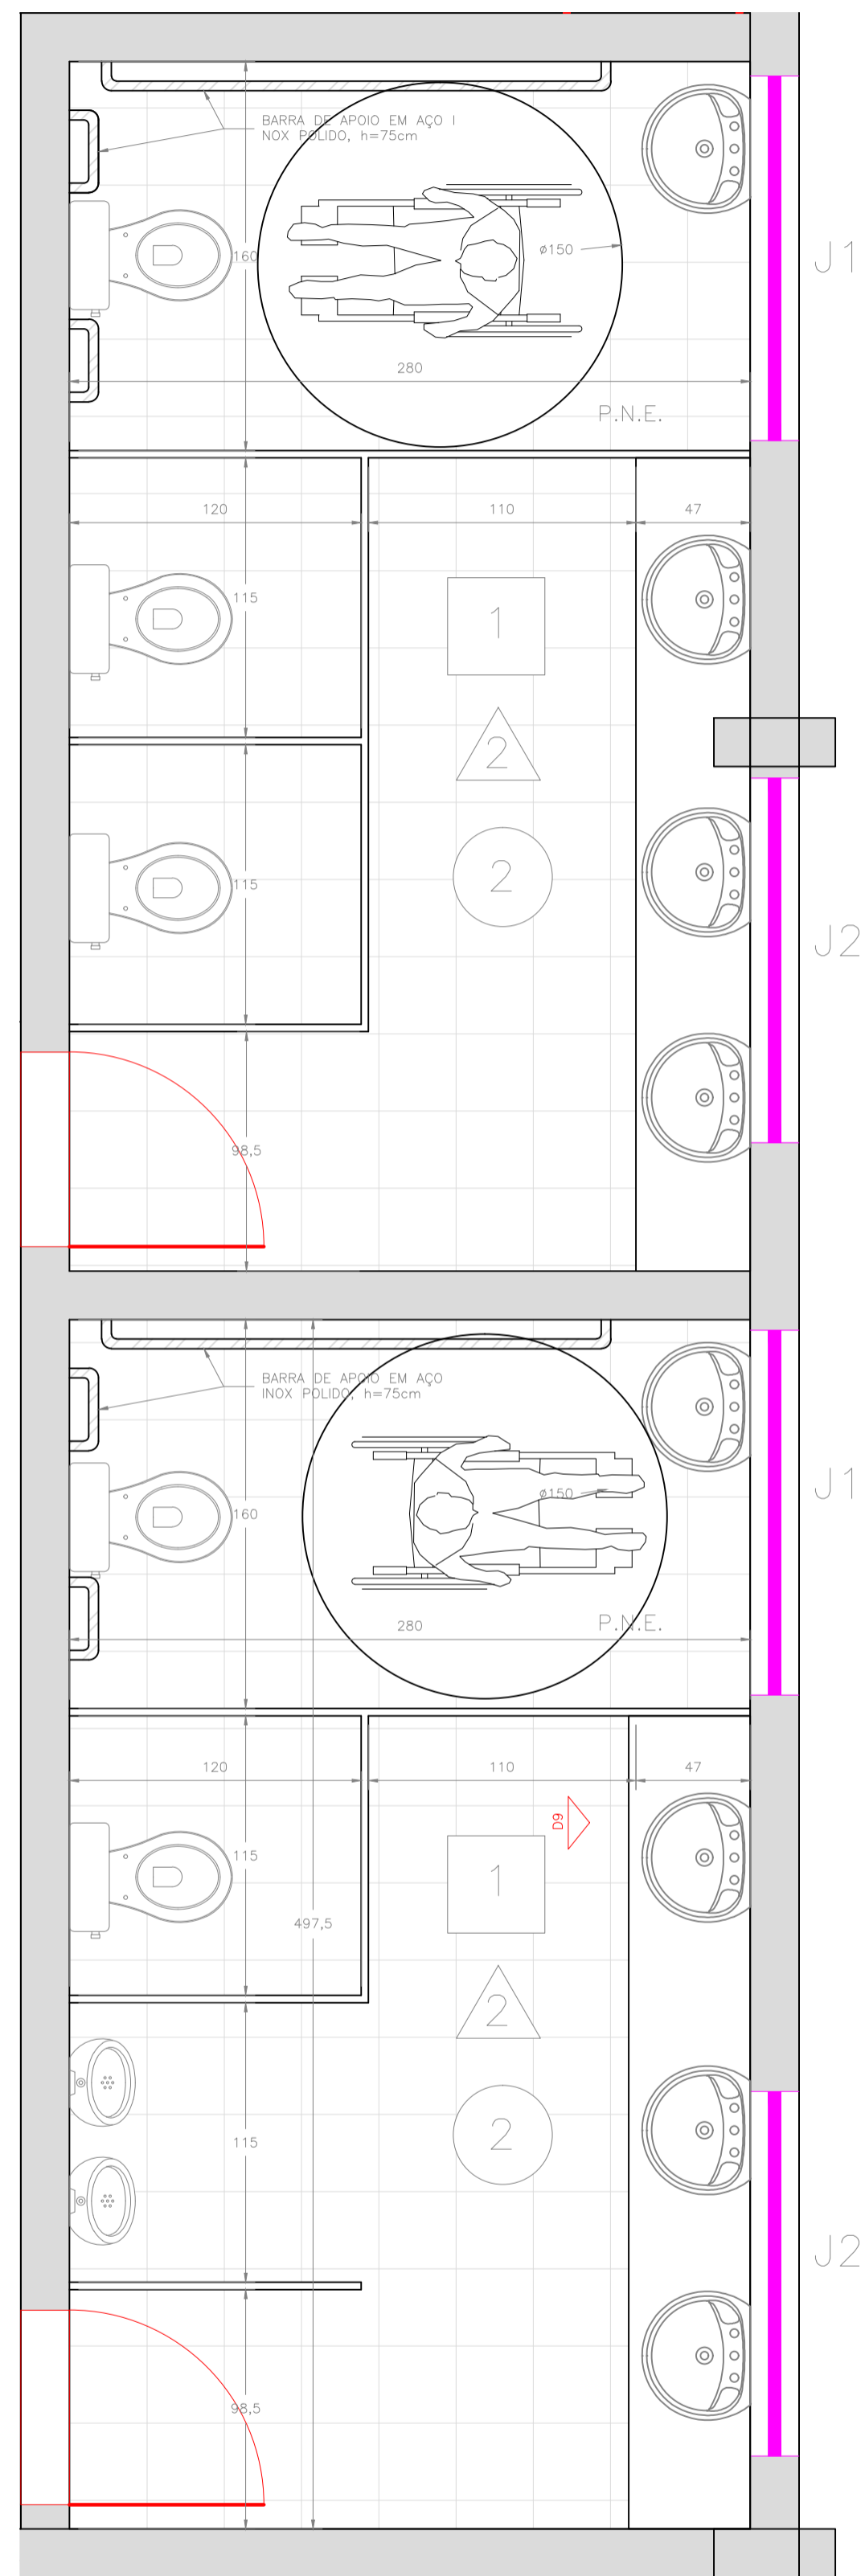 BARRA DE APOIO EM AÇO I
NOX POLIDO, h=75cm
160
ø150
J1
280
P.N.E.
120
110
47
115
1
2
115
2
J2
98,5
BARRA DE APOIO EM AÇO
INOX POLIDO, h=75cm
J1
ø150
160
280
P.N.E.
120
110
47
D9
115
1
497,5
2
115
2
J2
98,5